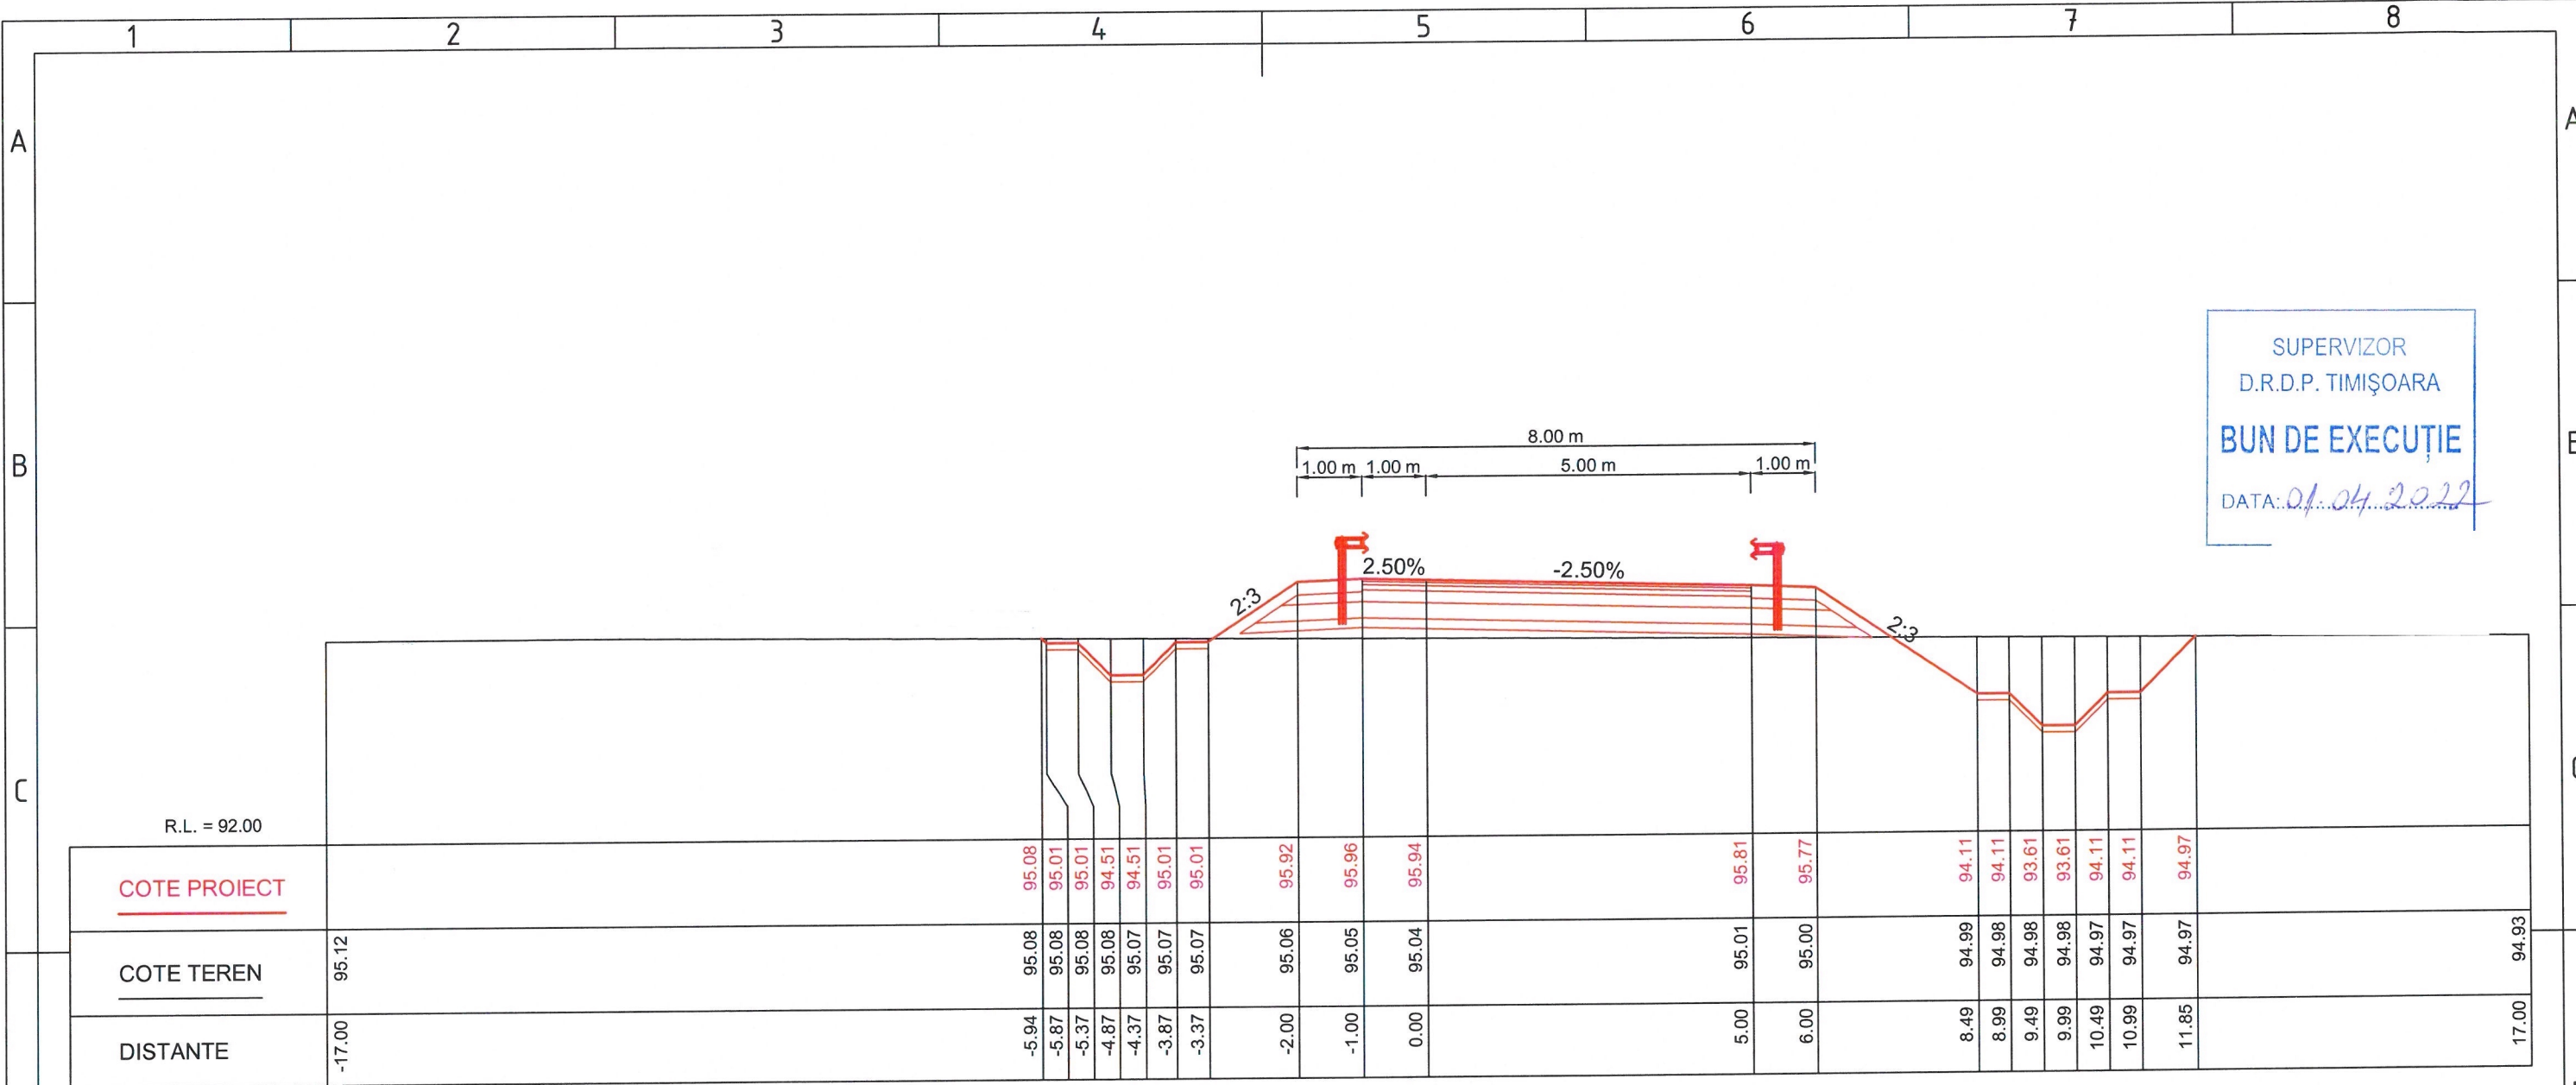 1 2 3 4 5 6 7 8
A
A
SUPERVIZOR
D.R.D.P. TIMIŞOARA
BUN DE EXECUŢIE
DATA: 01.04.2022
B
8.00 m
1.00 m 1.00 m 5.00 m 1.00 m
2.50% -2.50%
2:3 2:3
C
R.L. = 92.00
COTE PROIECT 95.08 95.01 95.01 94.51 94.51 95.01 95.01 95.92 95.96 95.94 95.81 95.77 94.11 94.11 93.61 93.61 94.11 94.11 94.97
COTE TEREN 95.12 95.08 95.08 95.08 95.08 95.07 95.07 95.07 95.06 95.05 95.04 95.01 95.00 94.99 94.98 94.98 94.98 94.97 94.97 94.97 94.93
DISTANTE -17.00 -5.94 -5.87 -5.37 -4.87 -4.37 -3.87 -3.37 -2.00 -1.00 0.00 5.00 6.00 8.49 8.99 9.49 9.99 10.49 10.99 11.85 17.00